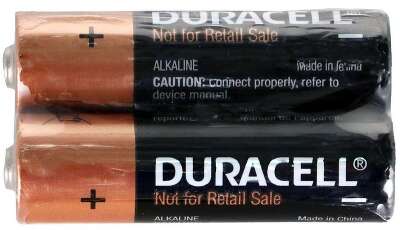 DURACELL®
Not for Retail Sale
+
−
ALKALINE Made in China
CAUTION: Connect properly, refer to
device manual.
DURACELL®
Not for Retail Sale
+
−
ALKALINE Made in China